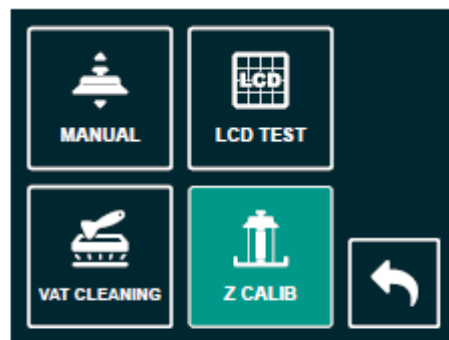 MANUAL
LCD
LCD TEST
VAT CLEANING
Z CALIB